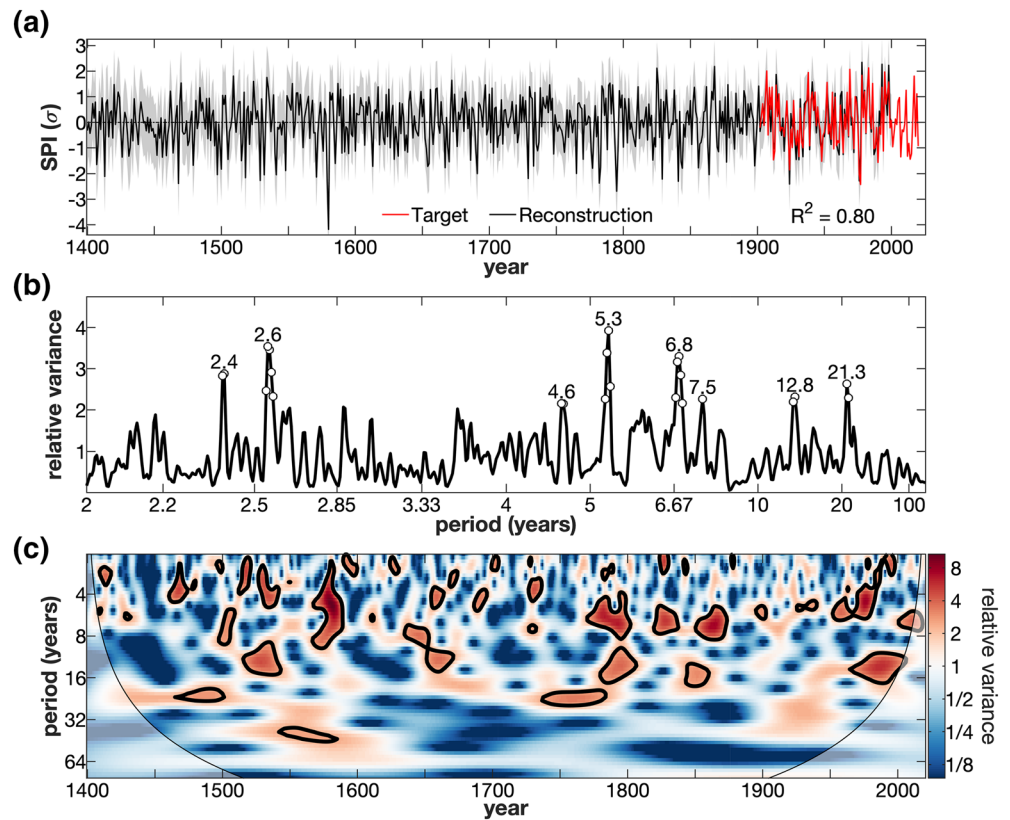 (a)
SPI (σ)
3
2
1
0
-1
-2
-3
-4
Target
Reconstruction
R² = 0.80
1400 1500 1600 1700 1800 1900 2000
year
(b)
relative variance
4
3
2
1
2.4
2.6
4.6
5.3
6.8
7.5
12.8
21.3
2 2.2 2.5 2.85 3.33 4 5 6.67 10 20 100
period (years)
(c)
period (years)
4
8
16
32
64
1400 1500 1600 1700 1800 1900 2000
year
8
4
2
1
1/2
1/4
1/8
relative variance